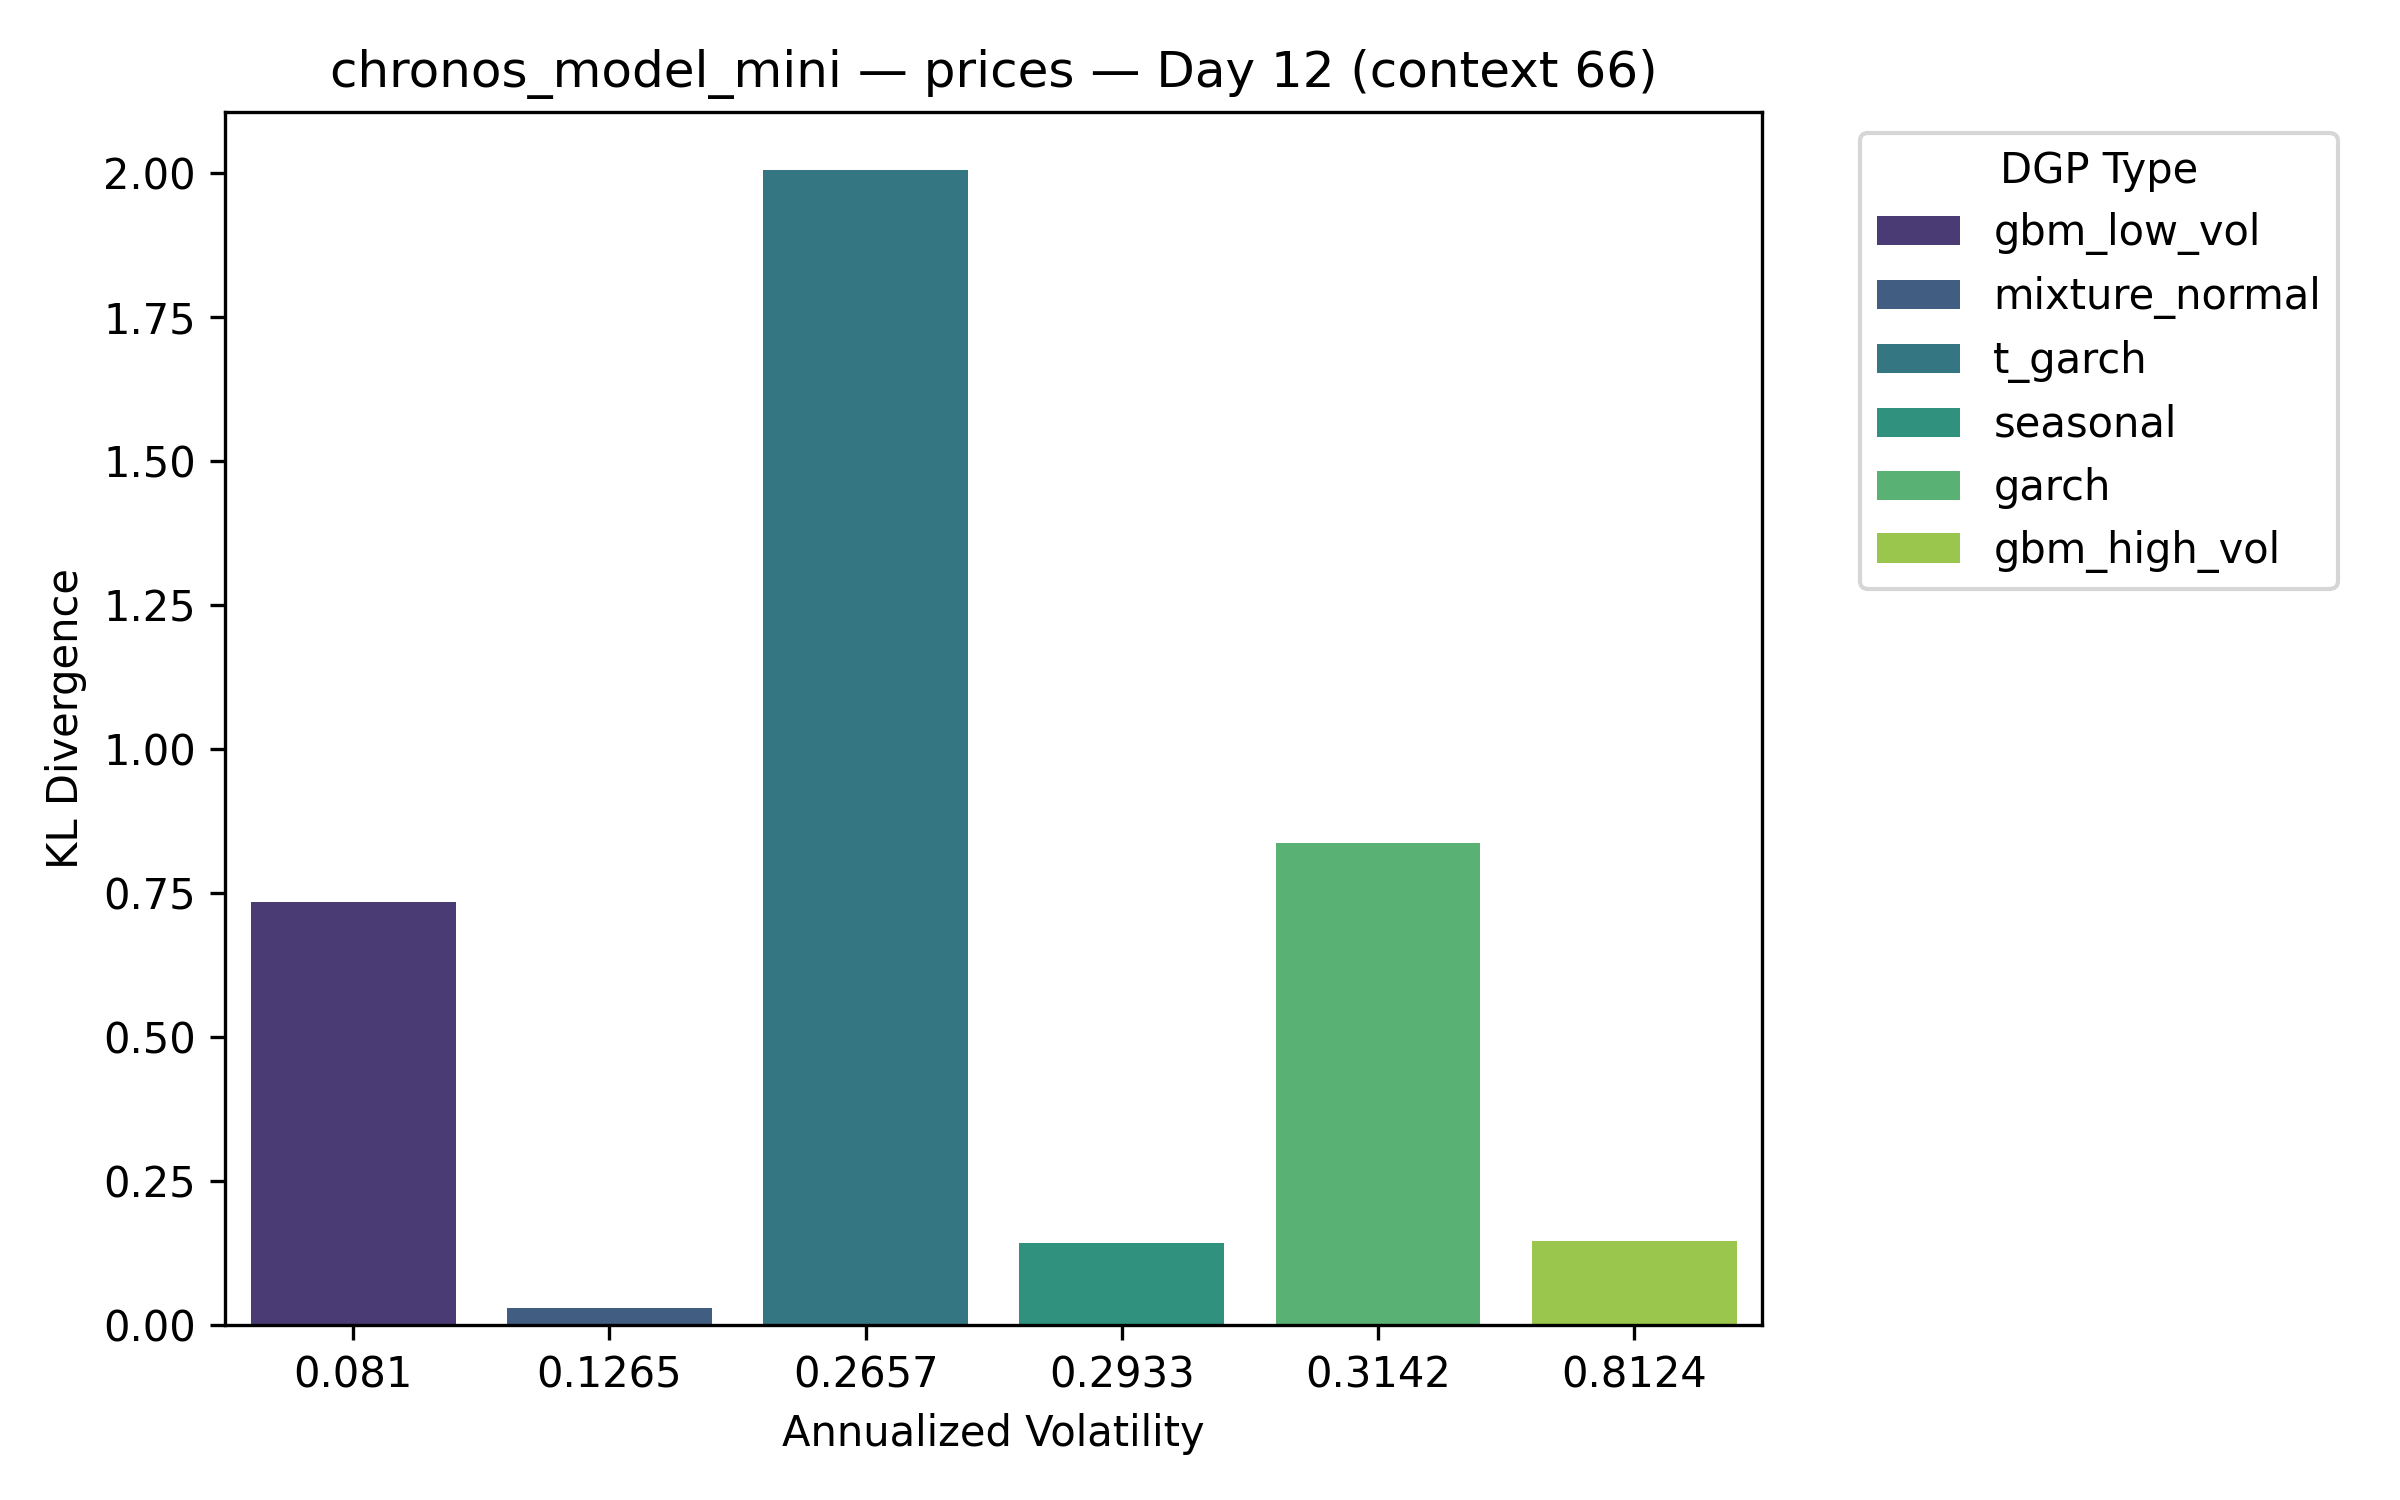 chronos_model_mini — prices — Day 12 (context 66)
KL Divergence
2.00
1.75
1.50
1.25
1.00
0.75
0.50
0.25
0.00
0.081 0.1265 0.2657 0.2933 0.3142 0.8124
Annualized Volatility
DGP Type
gbm_low_vol
mixture_normal
t_garch
seasonal
garch
gbm_high_vol